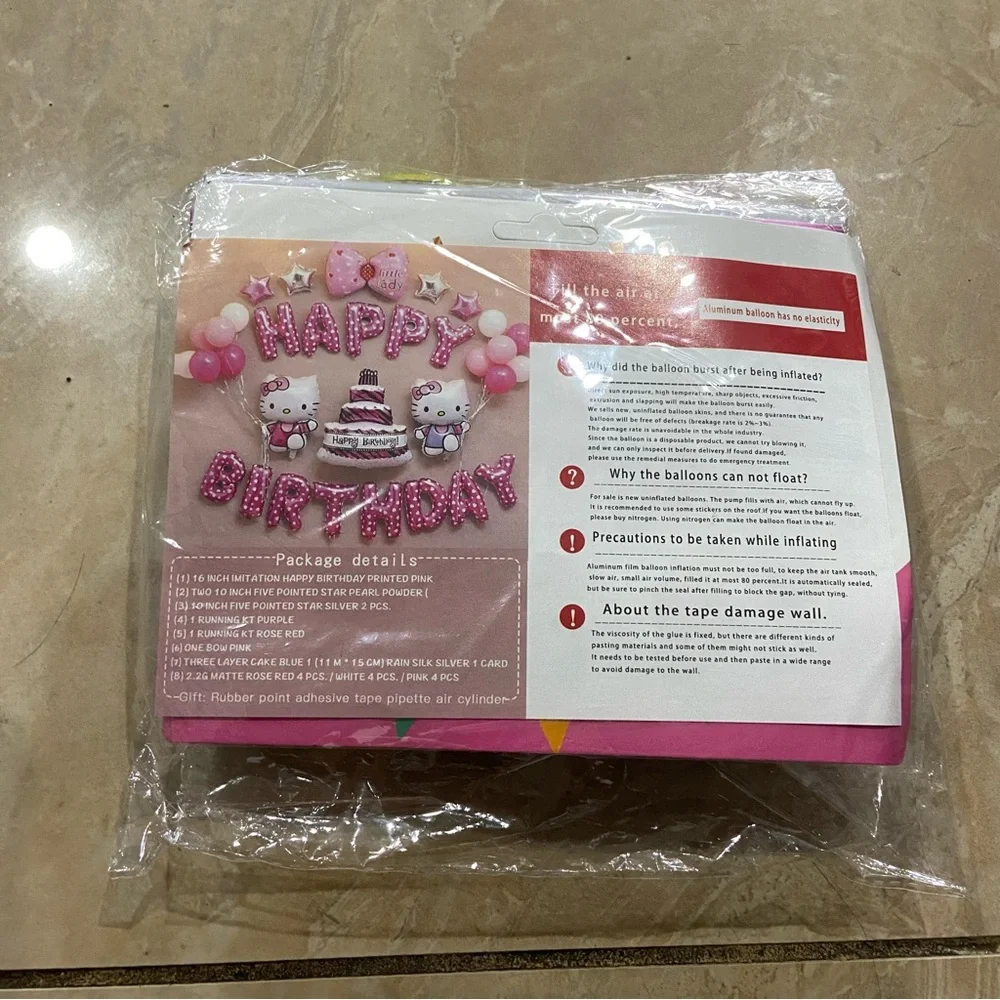 little
lady
HAPPY
Happy Birthday!
BIRTHDAY
Package details
(1) 16 INCH IMITATION HAPPY BIRTHDAY PRINTED PINK
(2) TWO 10 INCH FIVE POINTED STAR PEARL POWDER (
(3) 10 INCH FIVE POINTED STAR SILVER 2 PCS.
(4) 1 RUNNING KT PURPLE
(5) 1 RUNNING KT ROSE RED
(6) ONE BOW PINK
(7) THREE LAYER CAKE BLUE 1 (11 M * 15 CM) RAIN SILK SILVER 1 CARD
(8) 2.2G MATTE ROSE RED 4 PCS. / WHITE 4 PCS. / PINK 4 PCS
Gift: Rubber point adhesive tape pipette air cylinder
Fill the air at
most 80 percent,
Aluminum balloon has no elasticity
Why did the balloon burst after being inflated?
sun exposure, high temperature, sharp objects, excessive friction,
extrusion and slapping will make the balloon burst easily.
We sell new, uninflated balloon skins, and there is no guarantee that any
balloon will be free of defects (breakage rate is 2%-3%).
The damage rate is unavoidable in the whole industry.
Since the balloon is a disposable product, we cannot try blowing it,
and we can only inspect it before delivery.If found damaged,
please use the remedial measures to do emergency treatment.
? Why the balloons can not float?
For sale is new uninflated balloons. The pump fills with air, which cannot fly up.
It is recommended to use some stickers on the roof.If you want the balloons float,
please buy nitrogen. Using nitrogen can make the balloon float in the air.
! Precautions to be taken while inflating
Aluminum film balloon inflation must not be too full, to keep the air tank smooth,
slow air, small air volume, filled it at most 80 percent.It is automatically sealed,
but be sure to pinch the seal after filling to block the gap, without tying.
! About the tape damage wall.
The viscosity of the glue is fixed, but there are different kinds of
pasting materials and some of them might not stick as well.
It needs to be tested before use and then paste in a wide range
to avoid damage to the wall.